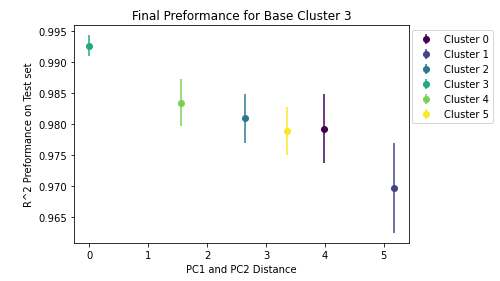 Final Preformance for Base Cluster 3
R^2 Preformance on Test set
0.995
0.990
0.985
0.980
0.975
0.970
0.965
0 1 2 3 4 5
PC1 and PC2 Distance
Cluster 0
Cluster 1
Cluster 2
Cluster 3
Cluster 4
Cluster 5